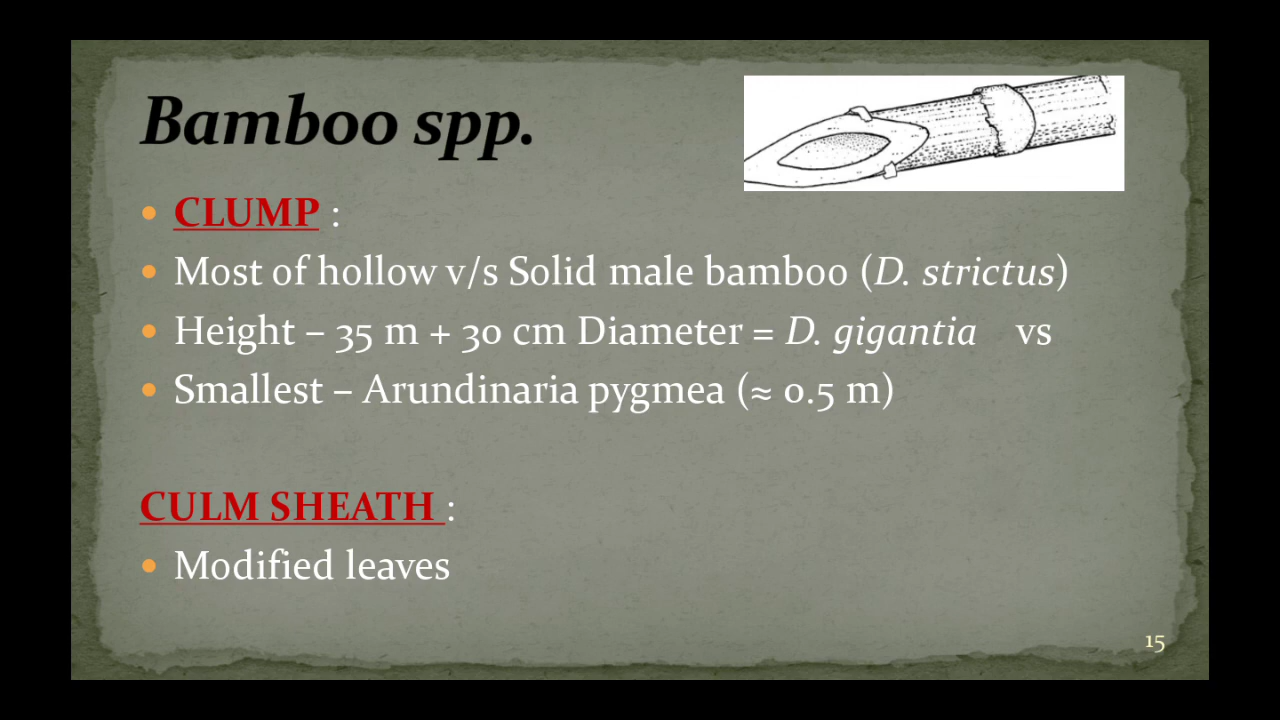 Bamboo spp.
• CLUMP :
• Most of hollow v/s Solid male bamboo (D. strictus)
• Height – 35 m + 30 cm Diameter = D. gigantia vs
• Smallest – Arundinaria pygmea (≈ 0.5 m)
CULM SHEATH :
• Modified leaves
15